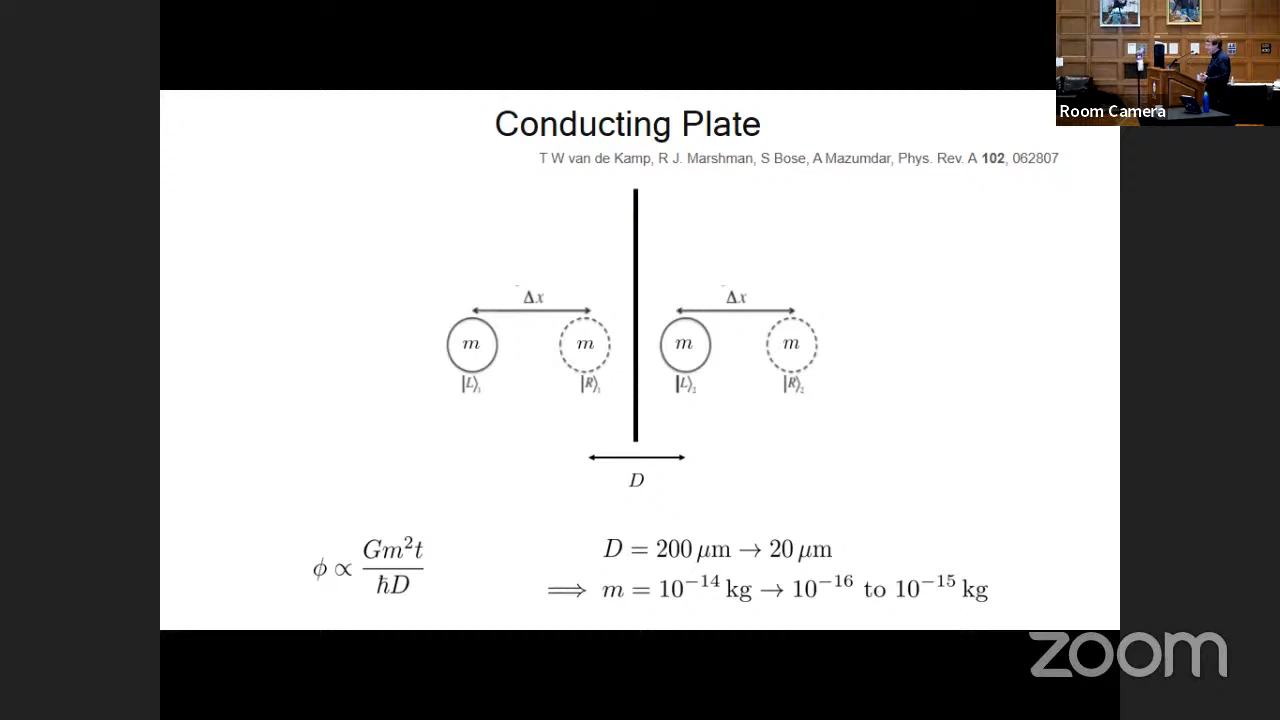 Room Camera
Conducting Plate
T W van de Kamp, R J. Marshman, S Bose, A Mazumdar, Phys. Rev. A 102, 062807
Δx Δx
m m m m
|L⟩₁ |R⟩₁ |L⟩₂ |R⟩₂
D
ϕ ∝ Gm²t / ħD
D = 200 μm → 20 μm
⟹ m = 10⁻¹⁴ kg → 10⁻¹⁶ to 10⁻¹⁵ kg
zoom